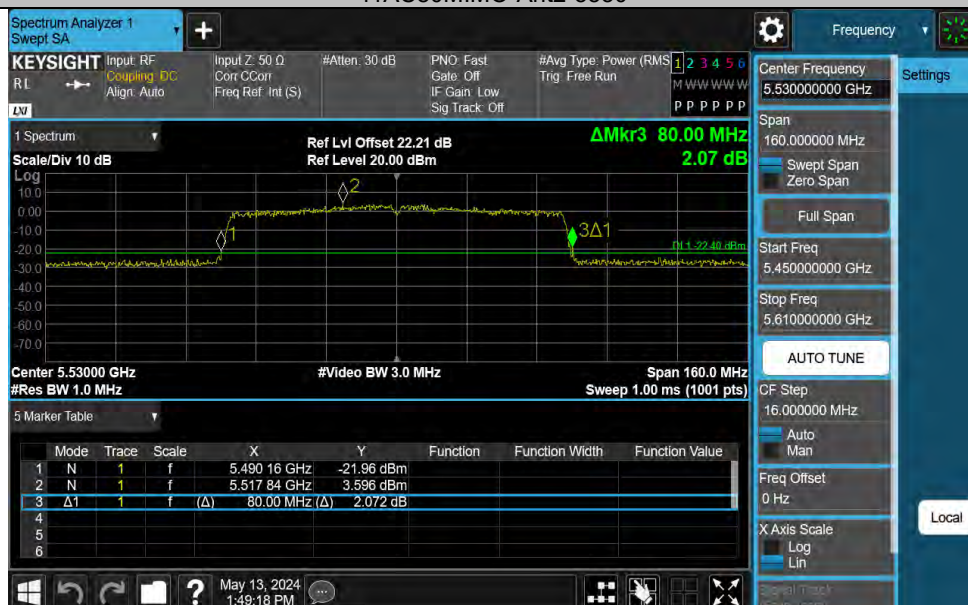 Spectrum Analyzer 1
Swept SA
+
Frequency
KEYSIGHT
RL
LXI
Input: RF
Coupling: DC
Align: Auto
Input Z: 50 Ω
Corr CCorr
Freq Ref: Int (S)
#Atten: 30 dB
PNO: Fast
Gate: Off
IF Gain: Low
Sig Track: Off
#Avg Type: Power (RMS
Trig: Free Run
1 2 3 4 5 6
M W W W W W
P P P P P P
1 Spectrum
Scale/Div 10 dB
Ref Lvl Offset 22.21 dB
Ref Level 20.00 dBm
ΔMkr3 80.00 MHz
2.07 dB
Log
10.0
0.00
-10.0
-20.0
-30.0
-40.0
-50.0
-60.0
-70.0
1
2
3Δ1
DL1 -22.40 dBm
Center 5.53000 GHz
#Res BW 1.0 MHz
#Video BW 3.0 MHz
Span 160.0 MHz
Sweep 1.00 ms (1001 pts)
5 Marker Table
Mode Trace Scale X Y Function Function Width Function Value
1 N 1 f 5.490 16 GHz -21.96 dBm
2 N 1 f 5.517 84 GHz 3.596 dBm
3 Δ1 1 f (Δ) 80.00 MHz (Δ) 2.072 dB
4
5
6
?
May 13, 2024
1:49:18 PM
Center Frequency
5.530000000 GHz
Span
160.000000 MHz
Swept Span
Zero Span
Full Span
Start Freq
5.450000000 GHz
Stop Freq
5.610000000 GHz
AUTO TUNE
CF Step
16.000000 MHz
Auto
Man
Freq Offset
0 Hz
X Axis Scale
Log
Lin
Signal Track
Settings
Local